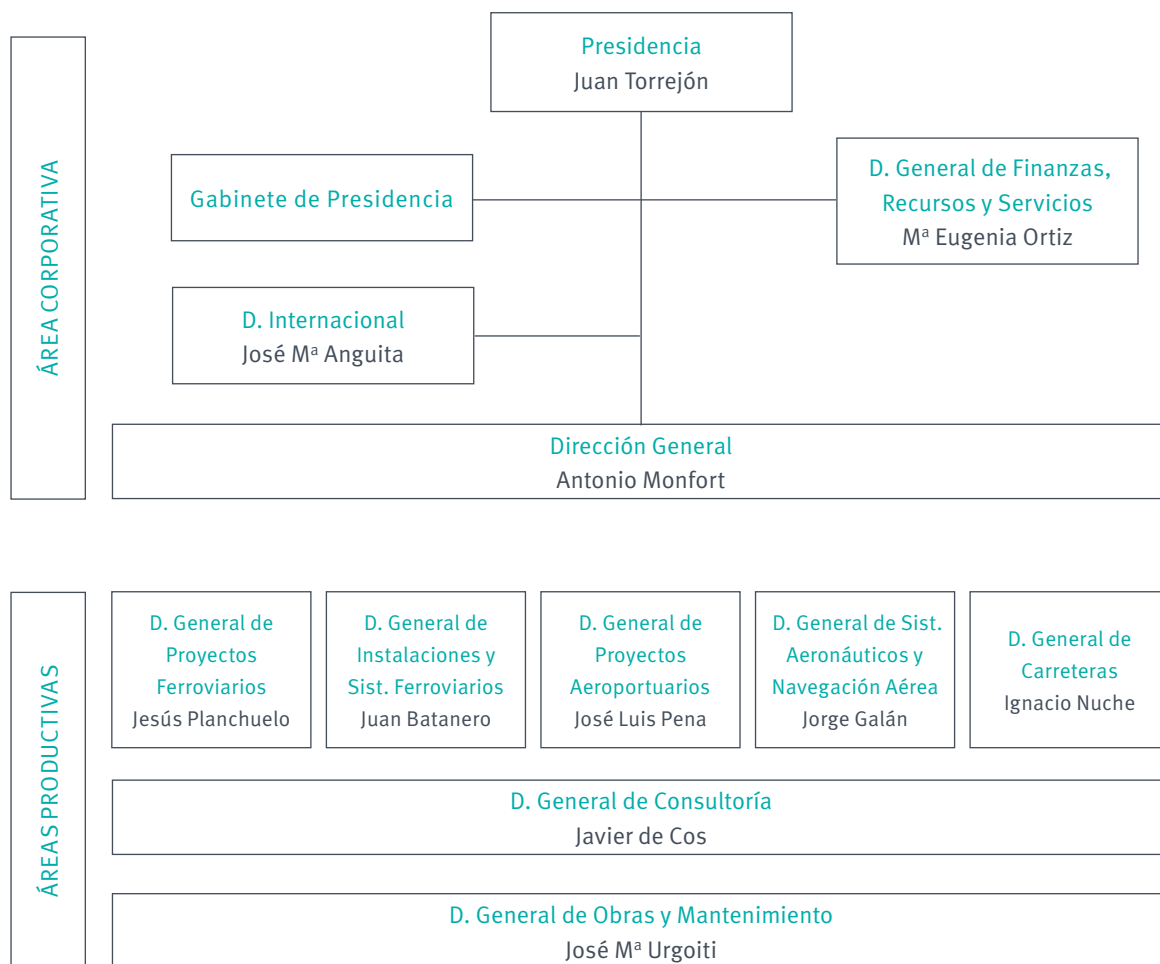 ÁREA CORPORATIVA
Presidencia
Juan Torrejón
Gabinete de Presidencia
D. General de Finanzas,
Recursos y Servicios
Mª Eugenia Ortiz
D. Internacional
José Mª Anguita
Dirección General
Antonio Monfort
ÁREAS PRODUCTIVAS
D. General de
Proyectos
Ferroviarios
Jesús Planchuelo
D. General de
Instalaciones y
Sist. Ferroviarios
Juan Batanero
D. General de
Proyectos
Aeroportuarios
José Luis Pena
D. General de Sist.
Aeronáuticos y
Navegación Aérea
Jorge Galán
D. General de
Carreteras
Ignacio Nuche
D. General de Consultoría
Javier de Cos
D. General de Obras y Mantenimiento
José Mª Urgoiti